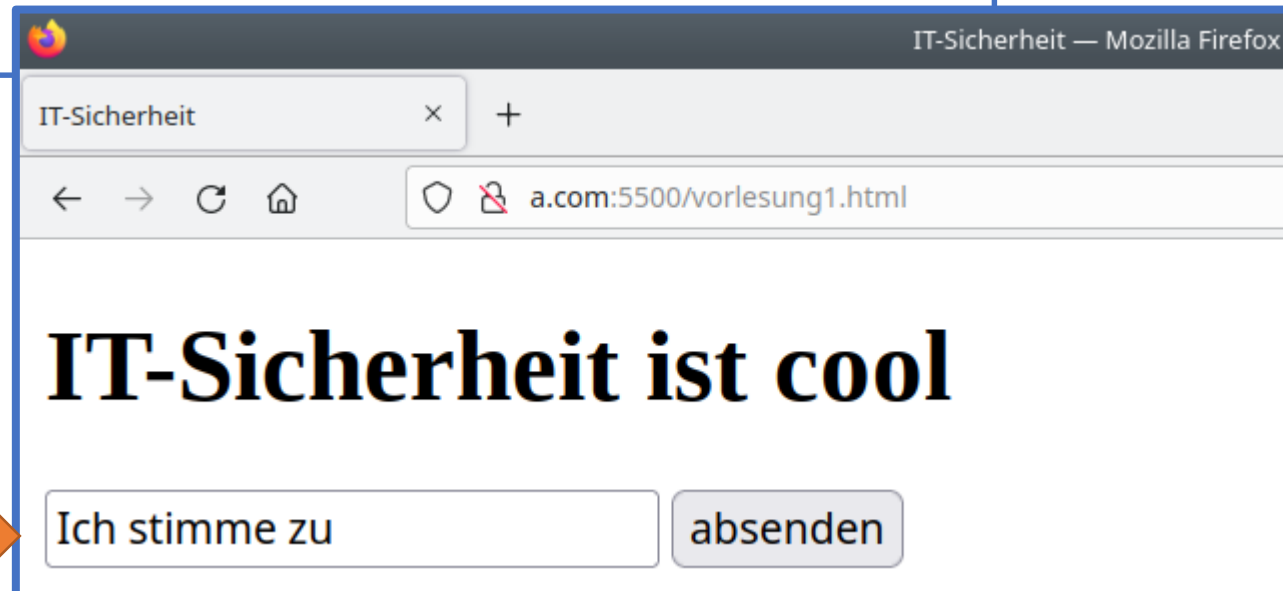 IT-Sicherheit — Mozilla Firefox
IT-Sicherheit
a.com:5500/vorlesung1.html
IT-Sicherheit ist cool
Ich stimme zu absenden